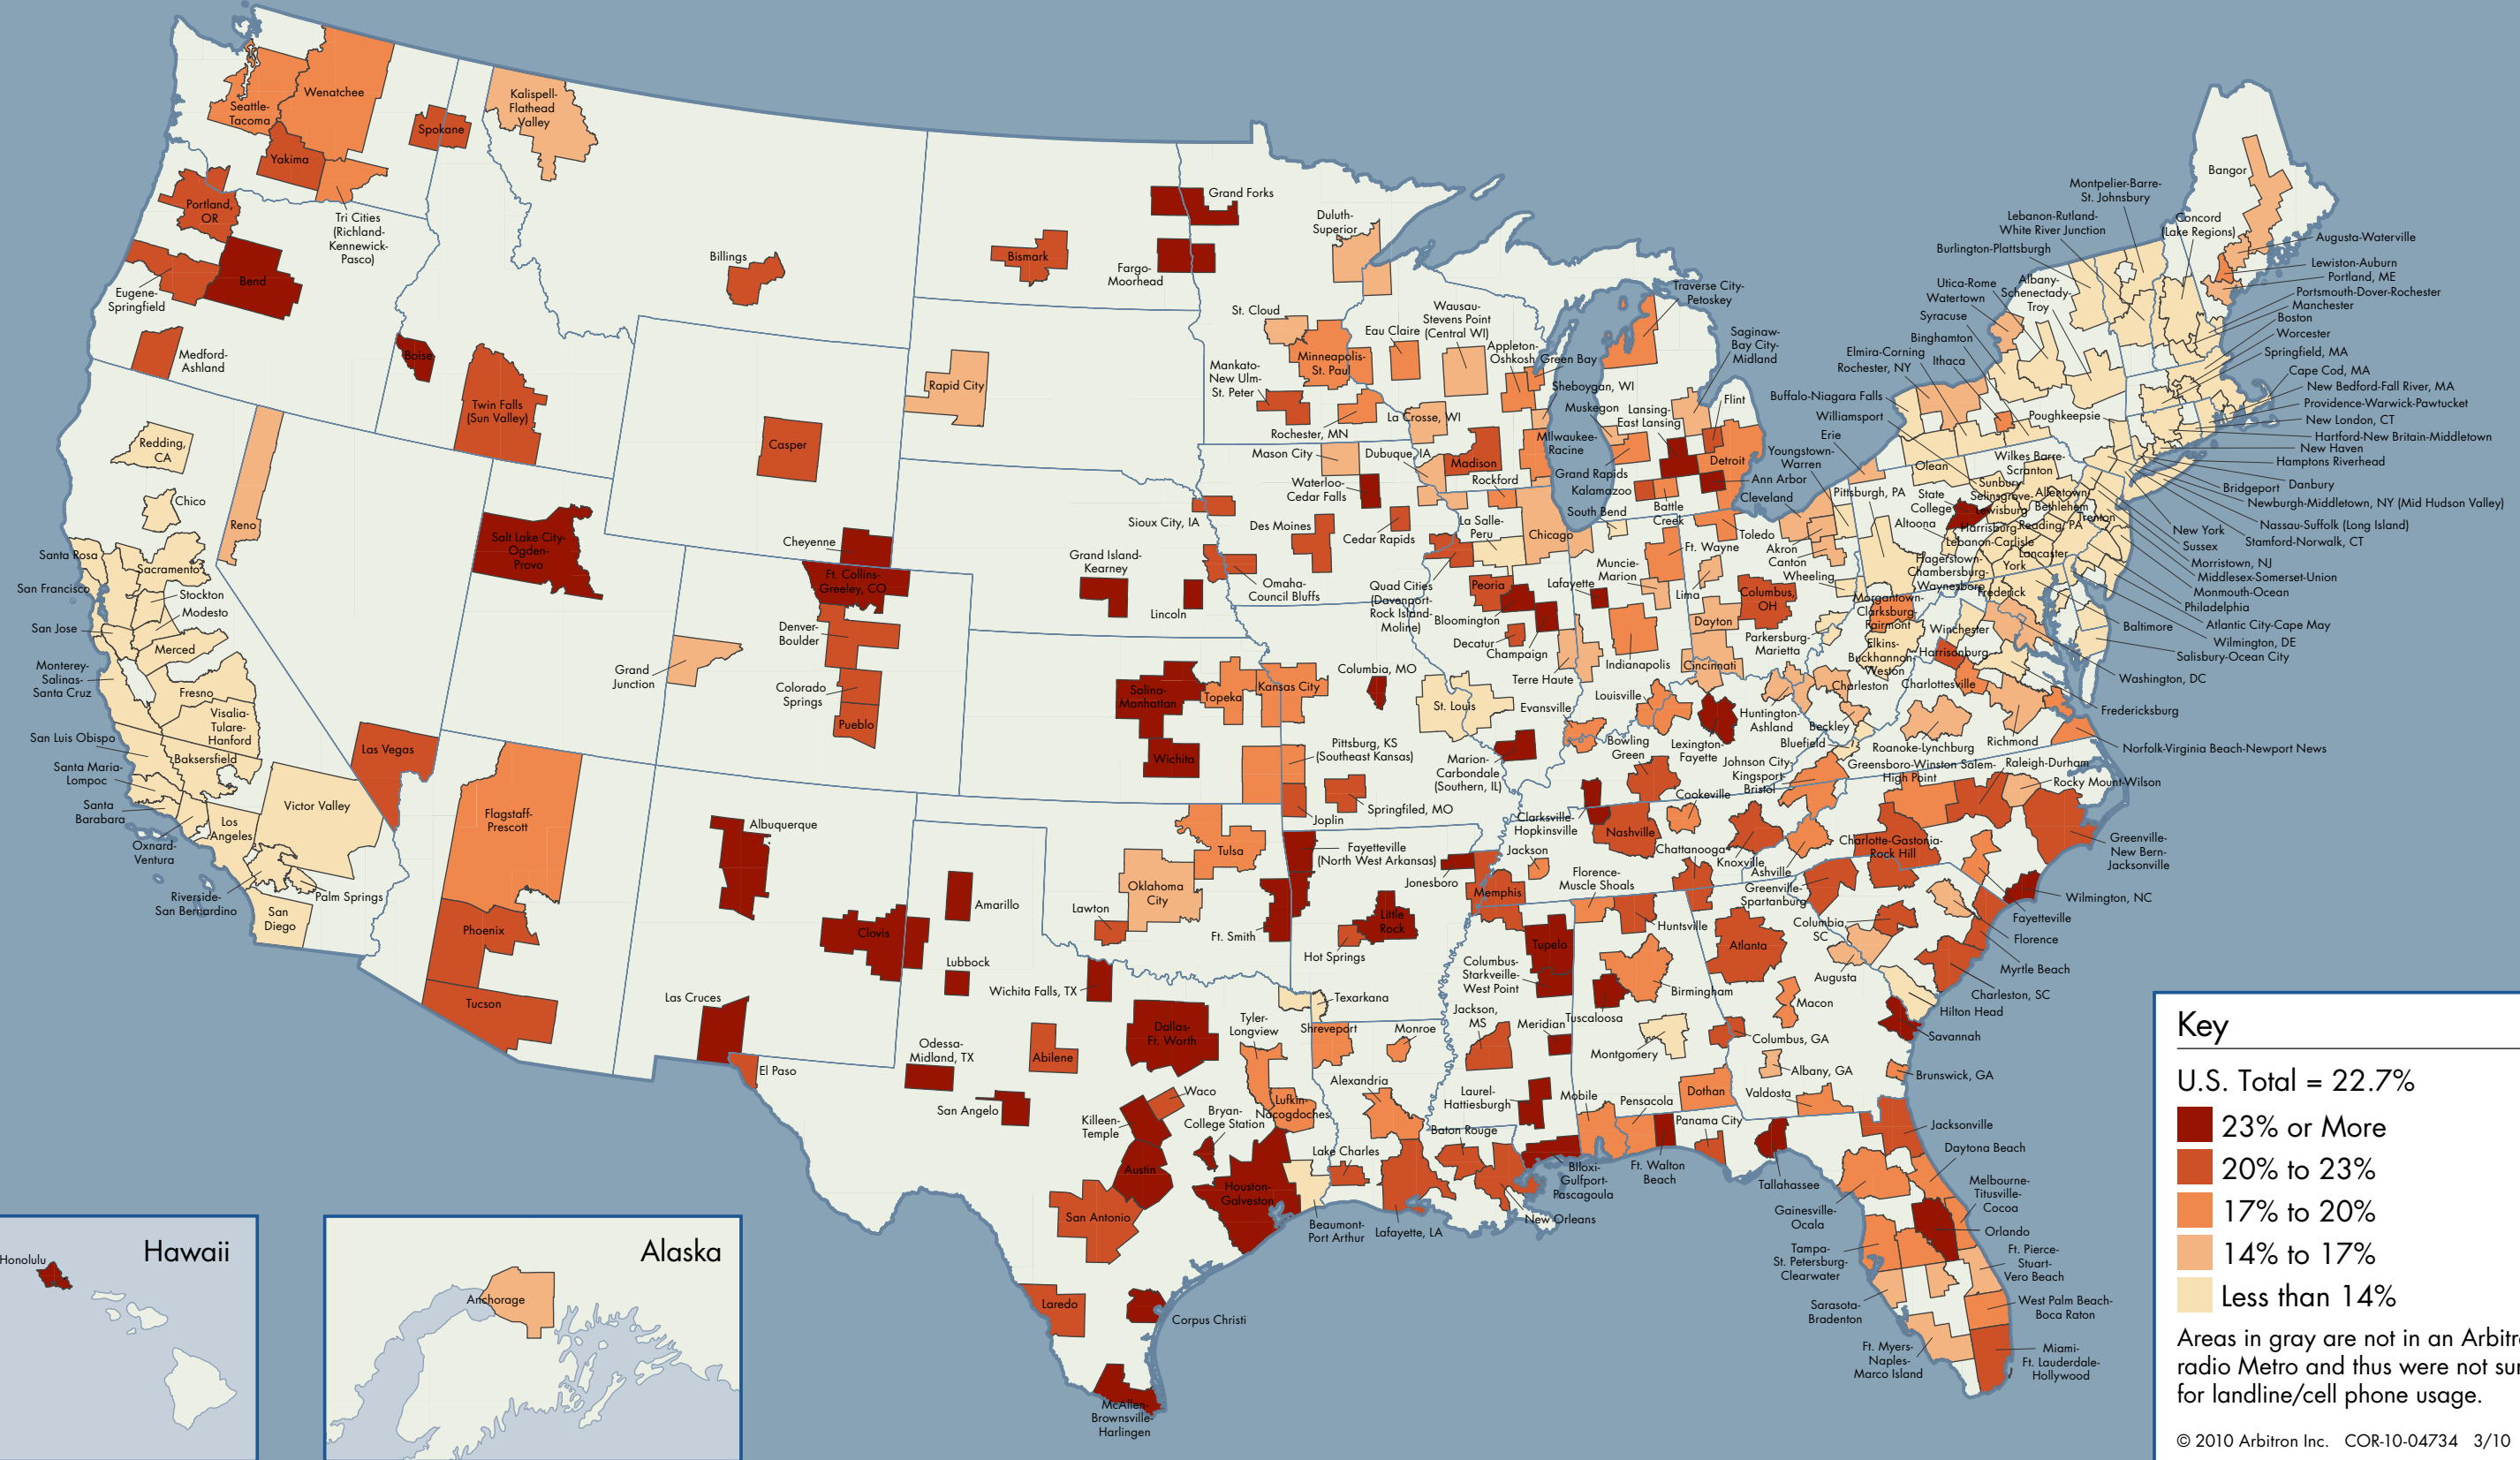 Wenatchee
Seattle-
Tacoma
Yakima
Spokane
Kalispell-
Flathead
Valley
Portland,
OR
Tri Cities
(Richland-
Kennewick-
Pasco)
Bend
Eugene-
Springfield
Medford-
Ashland
Boise
Twin Falls
(Sun Valley)
Billings
Casper
Cheyenne
Redding,
CA
Chico
Reno
Santa Rosa
Sacramento
San Francisco
Stockton
Modesto
San Jose
Merced
Monterey-
Salinas-
Santa Cruz
Fresno
Visalia-
Tulare-
Hanford
San Luis Obispo
Baksersfield
Santa Maria-
Lompoc
Santa
Barabara
Victor Valley
Los
Angeles
Oxnard-
Ventura
Riverside-
San Bernardino
Palm Springs
San
Diego
Las Vegas
Salt Lake City-
Ogden-
Provo
Ft. Collins-
Greeley, CO
Denver-
Boulder
Grand
Junction
Colorado
Springs
Pueblo
Flagstaff-
Prescott
Phoenix
Tucson
Albuquerque
Clovis
Las Cruces
El Paso
Grand Forks
Bismark
Fargo-
Moorhead
Rapid City
Sioux City, IA
Grand Island-
Kearney
Lincoln
Omaha-
Council Bluffs
Salina-
Manhattan
Topeka
Kansas City
Wichita
Pittsburg, KS
(Southeast Kansas)
Joplin
Springfiled, MO
Columbia, MO
St. Louis
Tulsa
Oklahoma
City
Lawton
Amarillo
Lubbock
Wichita Falls, TX
Odessa-
Midland, TX
Abilene
Dallas-
Ft. Worth
Tyler-
Longview
San Angelo
Waco
Killeen-
Temple
Bryan-
College Station
Lufkin-
Nacogdoches
Austin
Houston-
Galveston
San Antonio
Beaumont-
Port Arthur
Laredo
Corpus Christi
McAllen-
Brownsville-
Harlingen
Duluth-
Superior
St. Cloud
Minneapolis-
St. Paul
Mankato-
New Ulm-
St. Peter
Rochester, MN
Eau Claire
Wausau-
Stevens Point
(Central WI)
Appleton-
Oshkosh
Green Bay
Sheboygan, WI
La Crosse, WI
Madison
MIlwaukee-
Racine
Mason City
Dubuque, IA
Waterloo-
Cedar Falls
Des Moines
Cedar Rapids
Quad Cities
(Davenport-
Rock Island-
Moline)
Rockford
La Salle-
Peru
Chicago
Peoria
Bloomington
Decatur
Champaign
Marion-
Carbondale
(Southern, IL)
Traverse City-
Petoskey
Saginaw-
Bay City-
Midland
Muskegon
Lansing-
East Lansing
Flint
Grand Rapids
Detroit
Kalamazoo
Ann Arbor
Battle
Creek
South Bend
Ft. Wayne
Muncie-
Marion
Lafayette
Indianapolis
Terre Haute
Evansville
Toledo
Cleveland
Youngstown-
Warren
Akron
Canton
Lima
Columbus,
OH
Dayton
Cincinnati
Wheeling
Parkersburg-
Marietta
Louisville
Lexington-
Fayette
Bowling
Green
Huntington-
Ashland
Charleston
Beckley
Bluefield
Morgantown-
Clarksburg-
Fairmont
Elkins-
Buckhannon-
Weston
Clarksville-
Hopkinsville
Nashville
Cookeville
Johnson City-
Kingsport-
Bristol
Knoxville
Chattanooga
Jackson
Memphis
Fayetteville
(North West Arkansas)
Jonesboro
Ft. Smith
Little
Rock
Hot Springs
Texarkana
Shreveport
Monroe
Alexandria
Lake Charles
Lafayette, LA
Baton Rouge
New Orleans
Tupelo
Columbus-
Starkveille-
West Point
Jackson,
MS
Meridian
Laurel-
Hattiesburgh
BIloxi-
Gulfport-
Pascagoula
Florence-
Muscle Shoals
Huntsville
Birmingham
Tuscaloosa
Montgomery
Mobile
Dothan
Pensacola
Ft. Walton
Beach
Panama City
Tallahassee
Atlanta
Macon
Columbus, GA
Albany, GA
Valdosta
Augusta
Savannah
Brunswick, GA
Jacksonville
Daytona Beach
Gainesville-
Ocala
Melbourne-
Titusville-
Cocoa
Orlando
Tampa-
St. Petersburg-
Clearwater
Ft. Pierce-
Stuart-
Vero Beach
Sarasota-
Bradenton
West Palm Beach-
Boca Raton
Ft. Myers-
Naples-
Marco Island
Miami-
Ft. Lauderdale-
Hollywood
Asheville
Greenville-
Spartanburg
Charlotte-Gastonia-
Rock Hill
Greensboro-Winston Salem-
High Point
Raleigh-Durham
Rocky Mount-Wilson
Greenville-
New Bern-
Jacksonville
Wilmington, NC
Fayetteville
Florence
Myrtle Beach
Columbia,
SC
Charleston, SC
Hilton Head
Roanoke-Lynchburg
Richmond
Norfolk-Virginia Beach-Newport News
Charlottesville
Harrisonburg
Winchester
Fredericksburg
Washington, DC
Salisbury-Ocean City
Wilmington, DE
Baltimore
Atlantic City-Cape May
Philadelphia
Monmouth-Ocean
Middlesex-Somerset-Union
Morristown, NJ
Sussex
New York
Stamford-Norwalk, CT
Nassau-Suffolk (Long Island)
Newburgh-Middletown, NY (Mid Hudson Valley)
Danbury
Bridgeport
Hamptons Riverhead
New Haven
Hartford-New Britain-Middletown
New London, CT
Providence-Warwick-Pawtucket
New Bedford-Fall River, MA
Cape Cod, MA
Springfield, MA
Worcester
Boston
Manchester
Portsmouth-Dover-Rochester
Portland, ME
Lewiston-Auburn
Augusta-Waterville
Bangor
Concord
(Lake Regions)
Montpelier-Barre-
St. Johnsbury
Lebanon-Rutland-
White River Junction
Burlington-Plattsburgh
Albany-
Schenectady-
Troy
Utica-Rome
Watertown
Syracuse
Binghamton
Ithaca
Elmira-Corning
Rochester, NY
Buffalo-Niagara Falls
Williamsport
Erie
Olean
Poughkeepsie
Wilkes Barre-
Scranton
Sunbury-
Selinsgrove-
Lewisburg
Allentown-
Bethlehem
Trenton
Reading, PA
Harrisburg-
Lebanon-Carlisle
Lancaster
York
Hagerstown-
Chambersburg-
Waynesboro
Frederick
State
College
Altoona
Pittsburgh, PA
Honolulu
Hawaii
Alaska
Anchorage
Key
U.S. Total = 22.7%
23% or More
20% to 23%
17% to 20%
14% to 17%
Less than 14%
Areas in gray are not in an Arbitr
radio Metro and thus were not sur
for landline/cell phone usage.
© 2010 Arbitron Inc. COR-10-04734 3/10